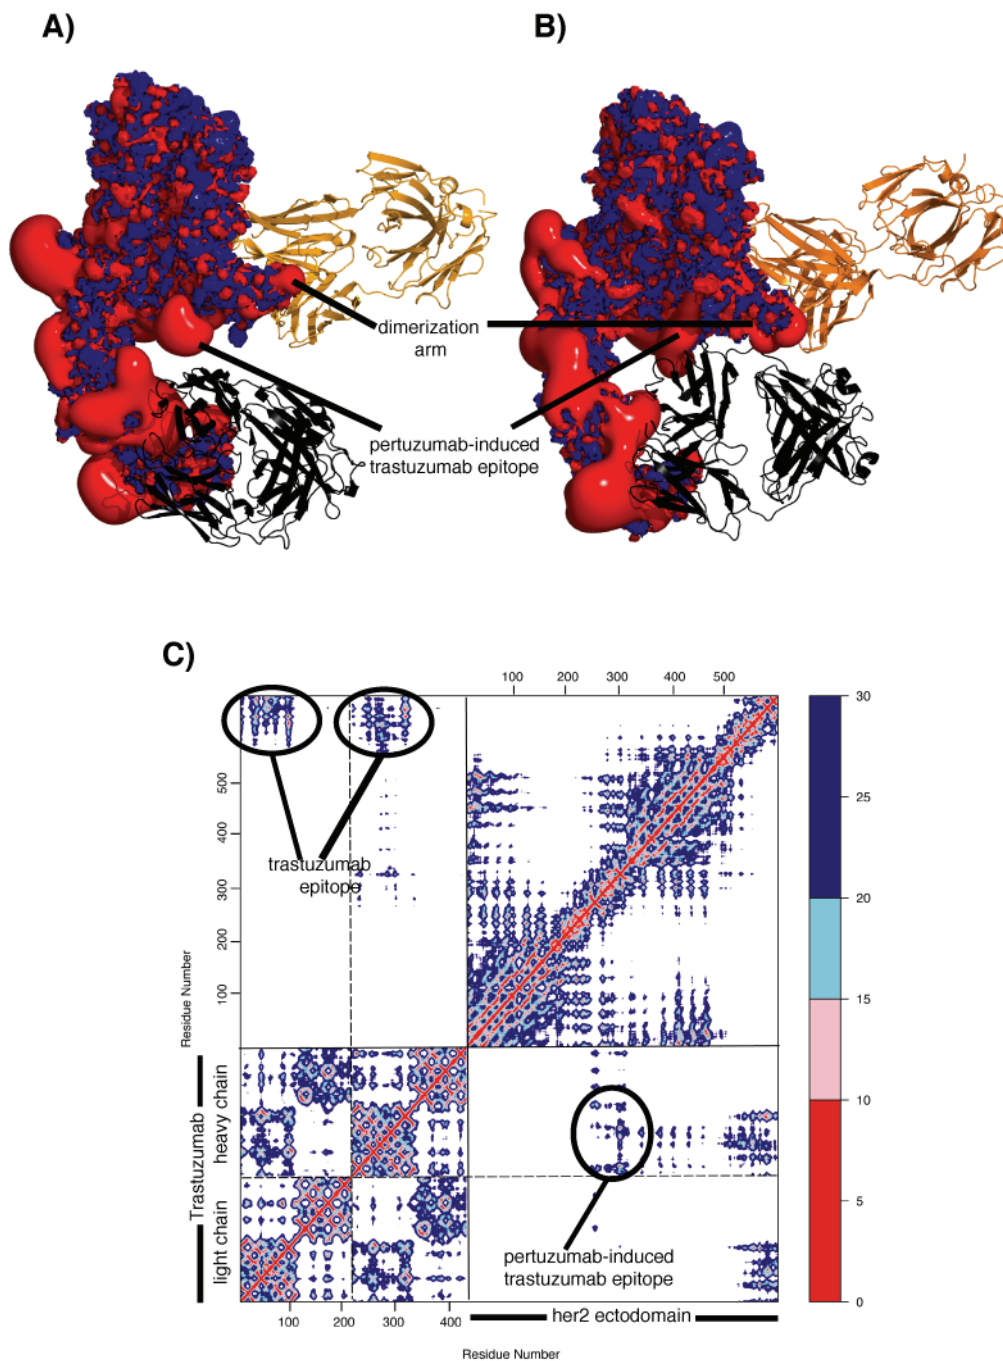 A)
B)
dimerization
arm
pertuzumab-induced
trastuzumab epitope
C)
100 200 300 400 500
30
25
20
15
10
5
0
500
400
300
200
100
Residue Number
trastuzumab
epitope
Trastuzumab
heavy chain
light chain
pertuzumab-induced
trastuzumab epitope
100 200 300 400
her2 ectodomain
Residue Number